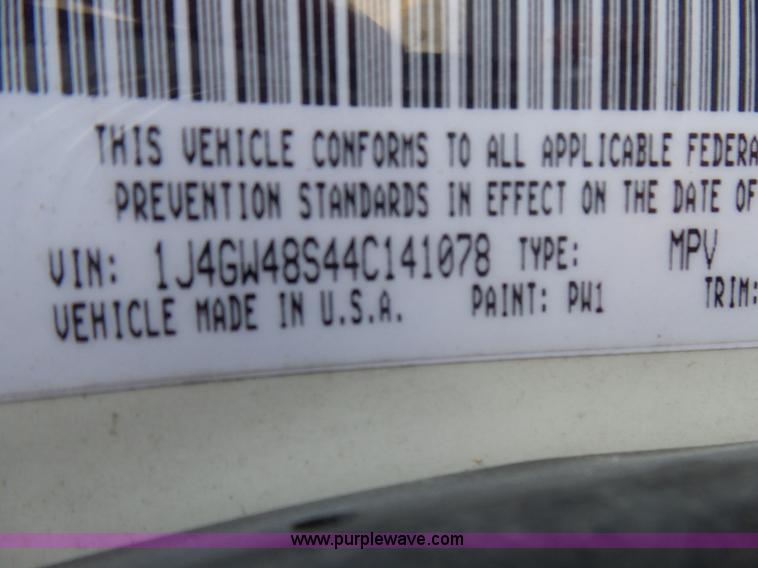 THIS VEHICLE CONFORMS TO ALL APPLICABLE FEDERA
PREVENTION STANDARDS IN EFFECT ON THE DATE OF
VIN: 1J4GW48S44C141078 TYPE: MPV
VEHICLE MADE IN U.S.A. PAINT: PW1 TRIM:
www.purplewave.com